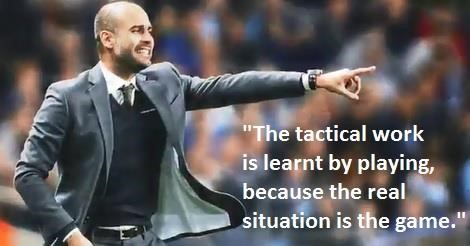 "The tactical work
is learnt by playing,
because the real
situation is the game."